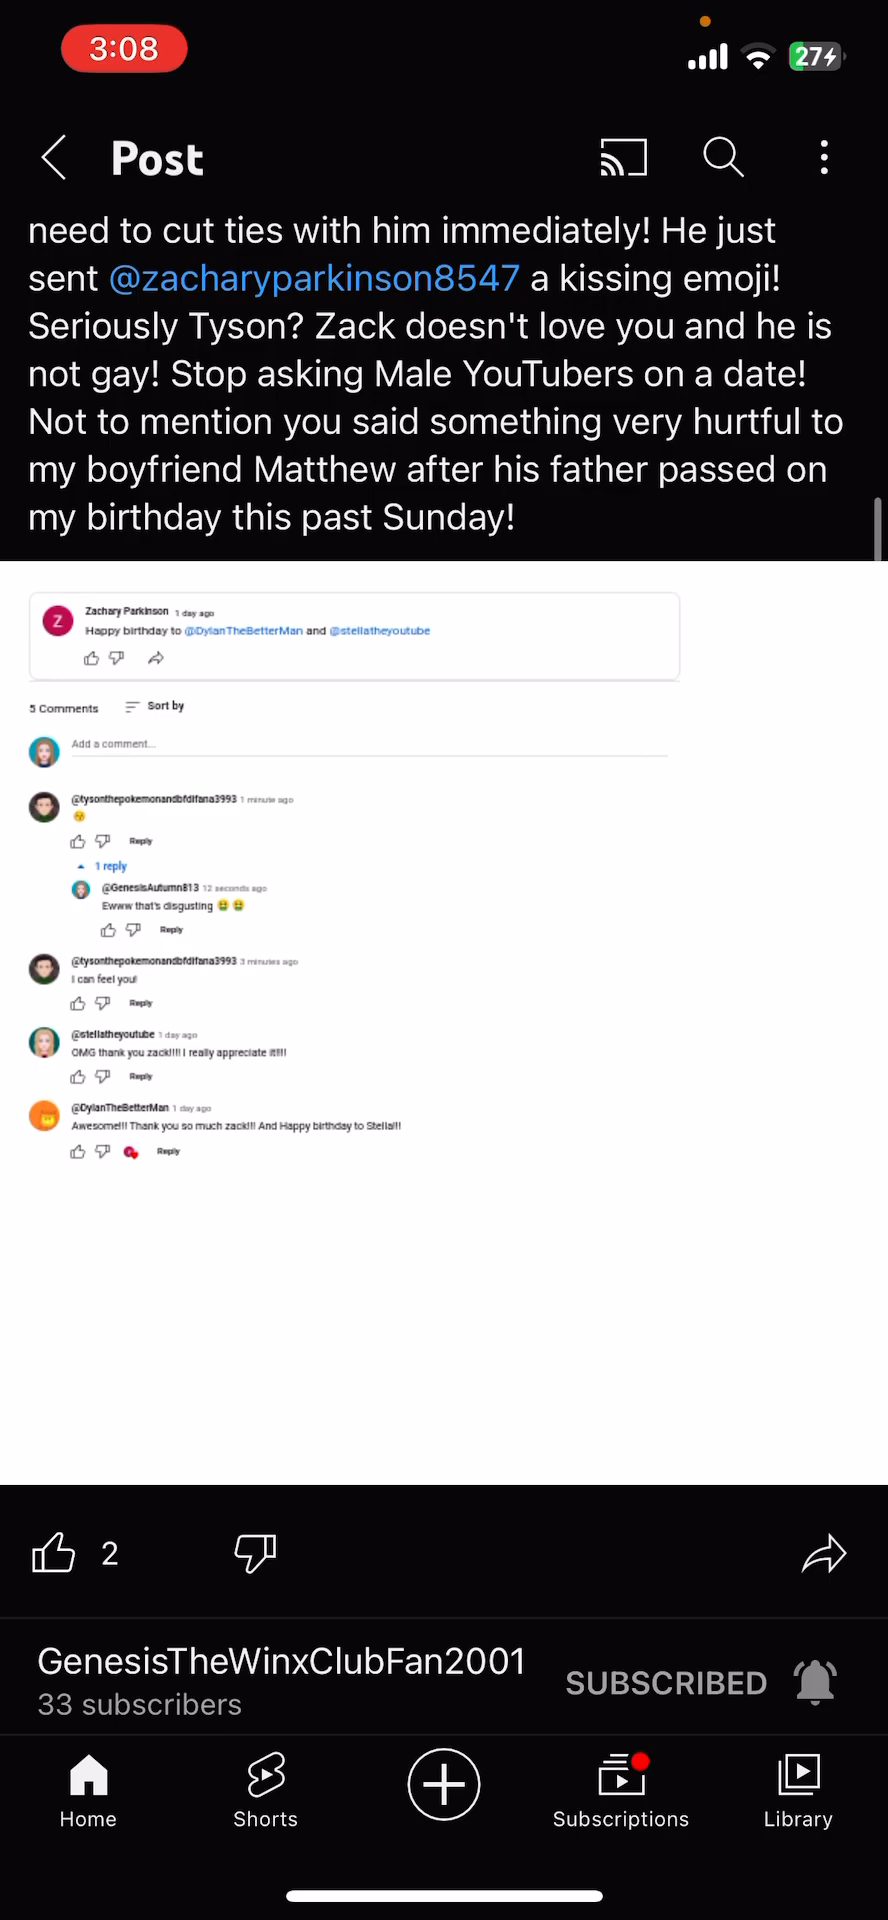 3:08
27
Post
need to cut ties with him immediately! He just
sent @zacharyparkinson8547 a kissing emoji!
Seriously Tyson? Zack doesn't love you and he is
not gay! Stop asking Male YouTubers on a date!
Not to mention you said something very hurtful to
my boyfriend Matthew after his father passed on
my birthday this past Sunday!
Z
Zachary Parkinson 1 day ago
Happy birthday to @DylanTheBetterMan and @stellatheyoutube
5 Comments Sort by
Add a comment...
@tysonthepokemonandbfdifana3993 1 minute ago
😚
Reply
1 reply
@GenesisAutumn813 12 seconds ago
Ewww that's disgusting 🤮 🤮
Reply
@tysonthepokemonandbfdifana3993 3 minutes ago
I can feel you!
Reply
@stellatheyoutube 1 day ago
OMG thank you zack!!!! I really appreciate it!!!!
Reply
@DylanTheBetterMan 1 day ago
Awesome!!! Thank you so much zack!!! And Happy birthday to Stella!!!
Reply
2
GenesisTheWinxClubFan2001
33 subscribers
SUBSCRIBED
Home
Shorts
Subscriptions
Library